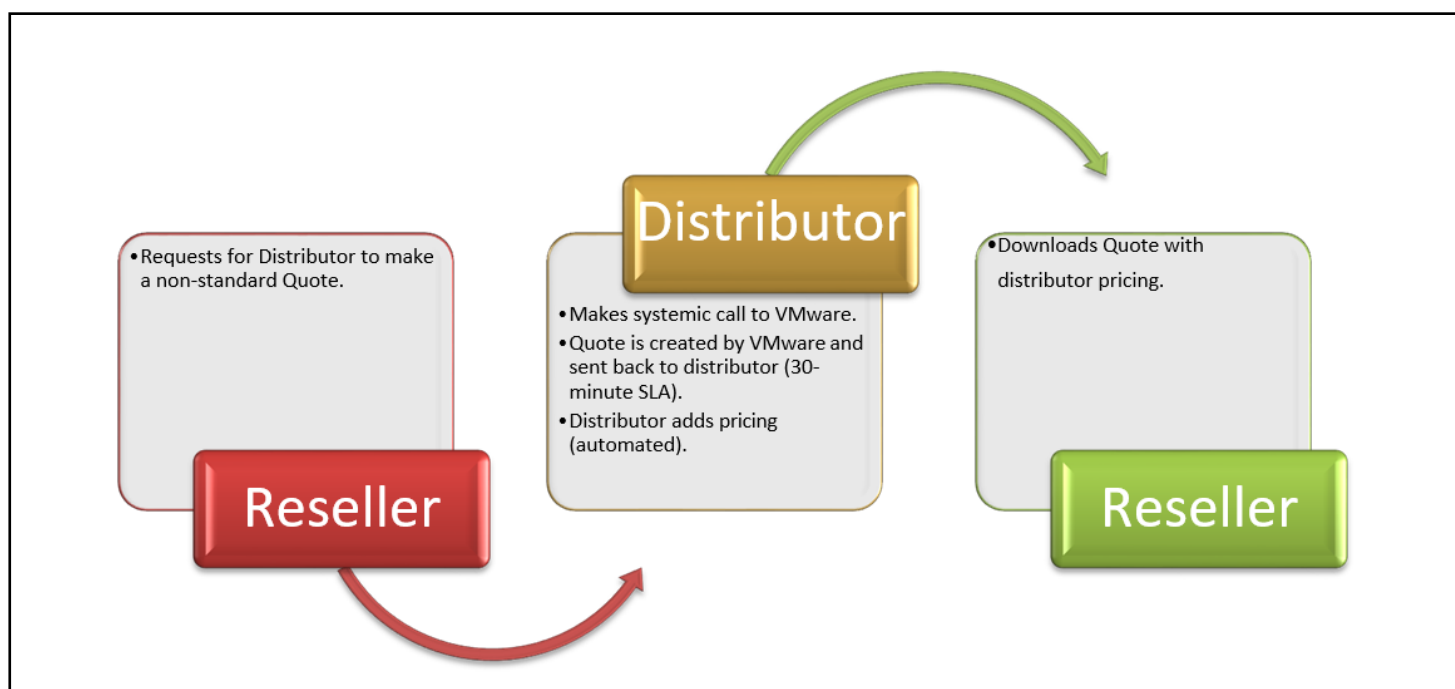 •Requests for Distributor to make
a non-standard Quote.
Reseller
Distributor
•Makes systemic call to VMware.
•Quote is created by VMware and
sent back to distributor (30-
minute SLA).
•Distributor adds pricing
(automated).
•Downloads Quote with
distributor pricing.
Reseller